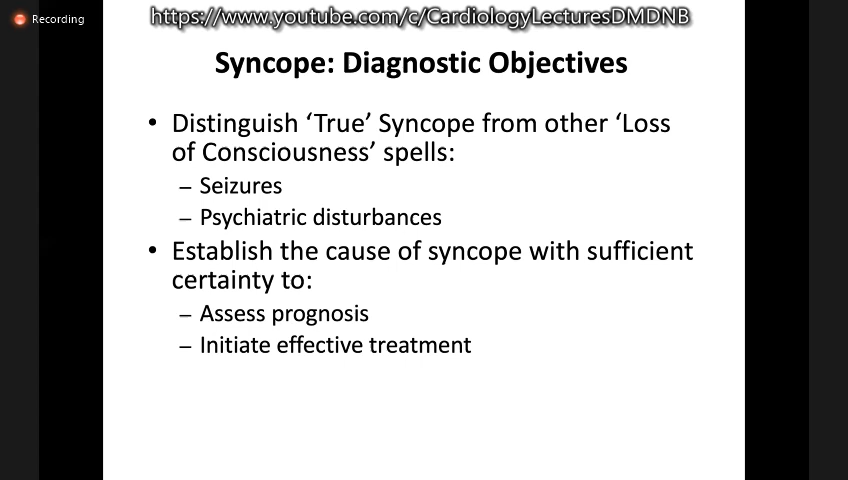 Recording
https://www.youtube.com/c/CardiologyLecturesDMDNB
Syncope: Diagnostic Objectives
• Distinguish ‘True’ Syncope from other ‘Loss
of Consciousness’ spells:
– Seizures
– Psychiatric disturbances
• Establish the cause of syncope with sufficient
certainty to:
– Assess prognosis
– Initiate effective treatment